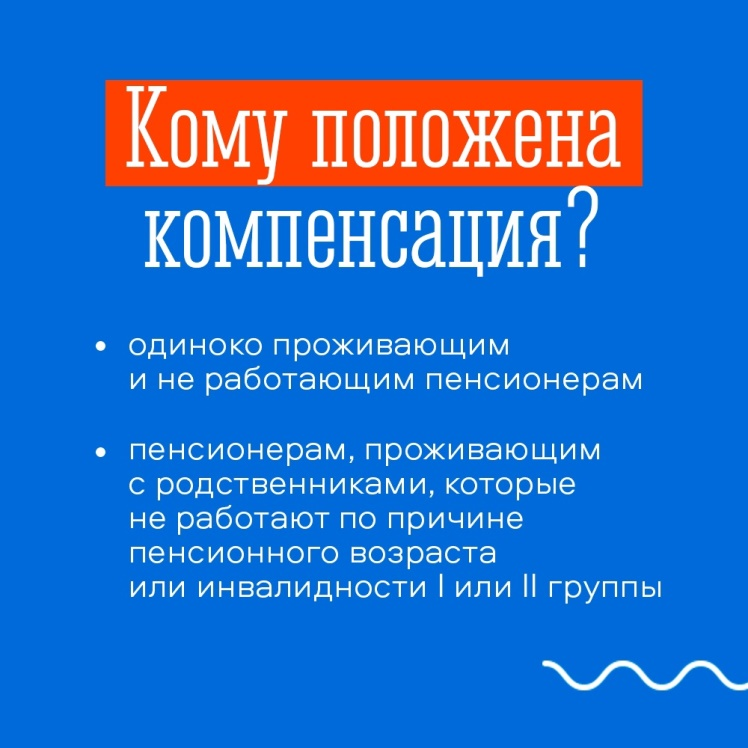 Кому положена
компенсация?
• одиноко проживающим
и не работающим пенсионерам
• пенсионерам, проживающим
с родственниками, которые
не работают по причине
пенсионного возраста
или инвалидности I или II группы